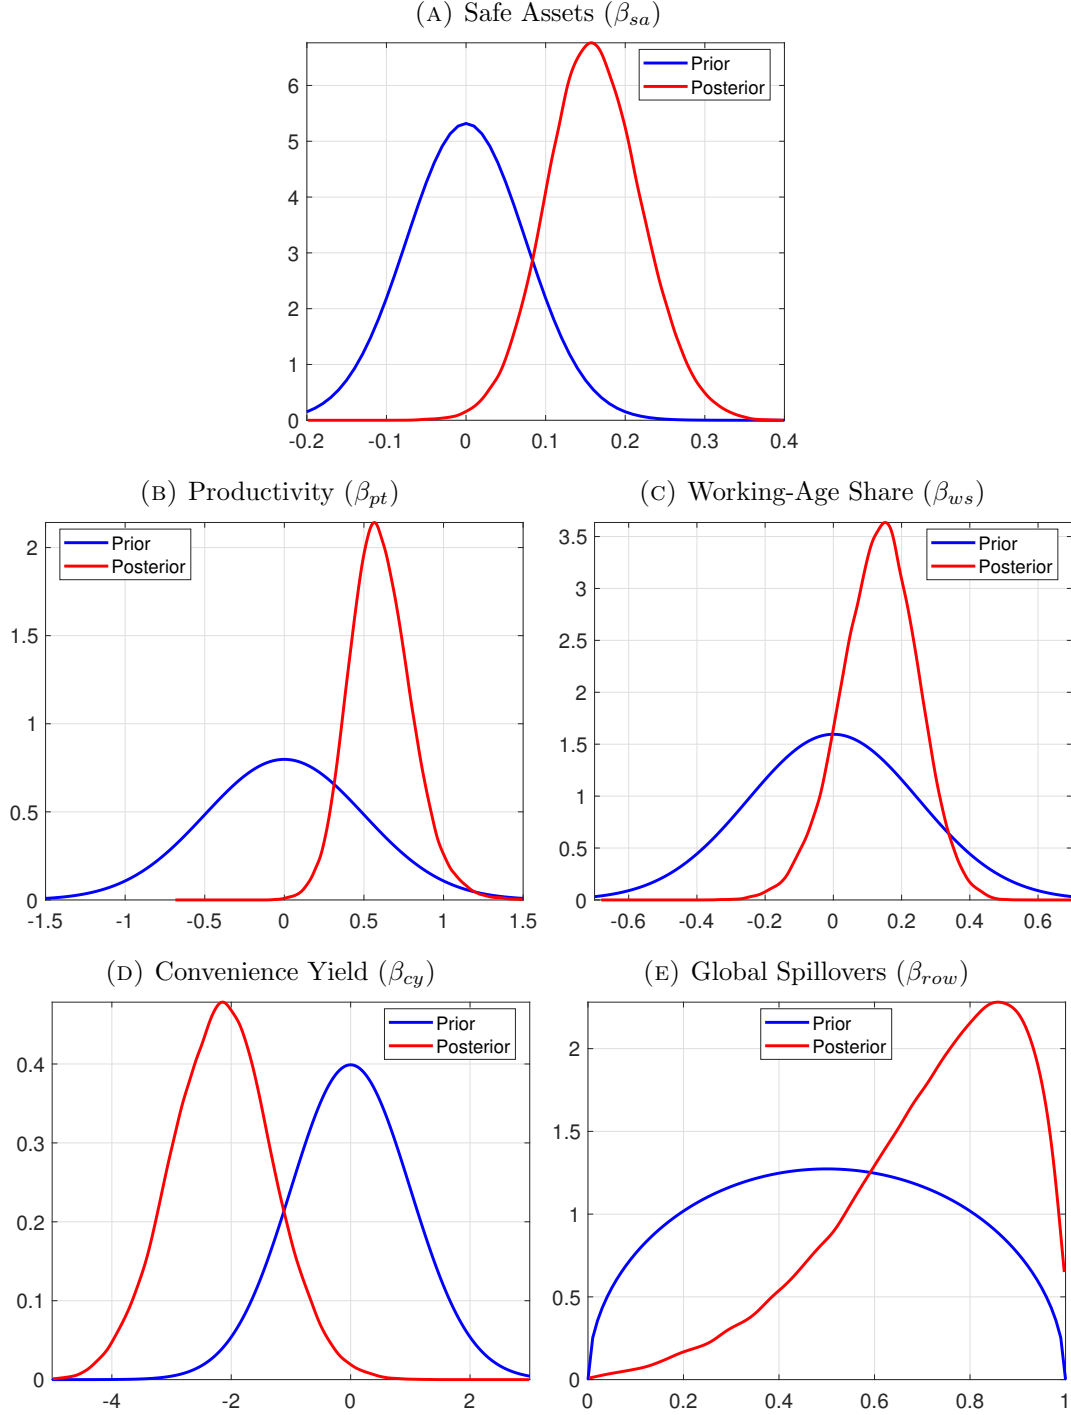 (A) Safe Assets (βsa)
Prior
Posterior
6
5
4
3
2
1
0
-0.2 -0.1 0 0.1 0.2 0.3 0.4
(B) Productivity (βpt)
Prior
Posterior
2
1.5
1
0.5
0
-1.5 -1 -0.5 0 0.5 1 1.5
(C) Working-Age Share (βws)
Prior
Posterior
3.5
3
2.5
2
1.5
1
0.5
0
-0.6 -0.4 -0.2 0 0.2 0.4 0.6
(D) Convenience Yield (βcy)
Prior
Posterior
0.4
0.3
0.2
0.1
0
-4 -2 0 2
(E) Global Spillovers (βrow)
Prior
Posterior
2
1.5
1
0.5
0
0 0.2 0.4 0.6 0.8 1